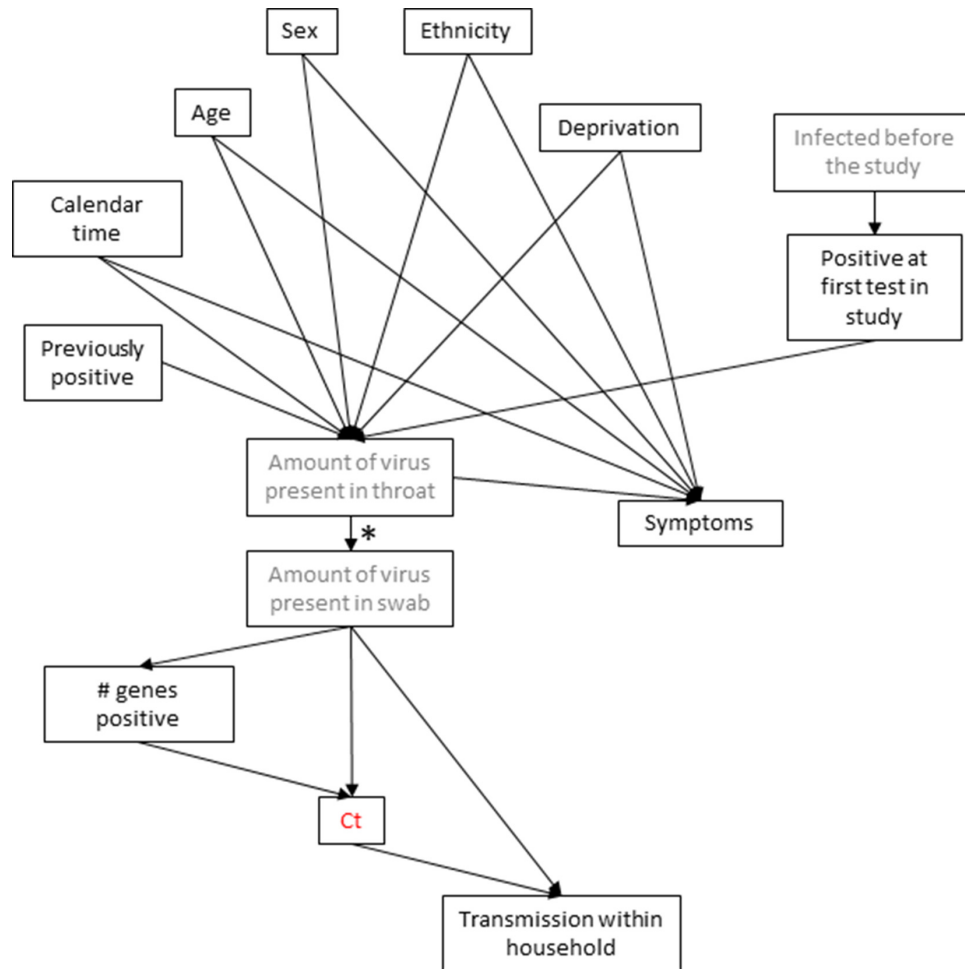 Sex
Ethnicity
Age
Deprivation
Infected before
the study
Calendar
time
Positive at
first test in
study
Previously
positive
Amount of virus
present in throat
Symptoms
*
Amount of virus
present in swab
# genes
positive
Ct
Transmission within
household